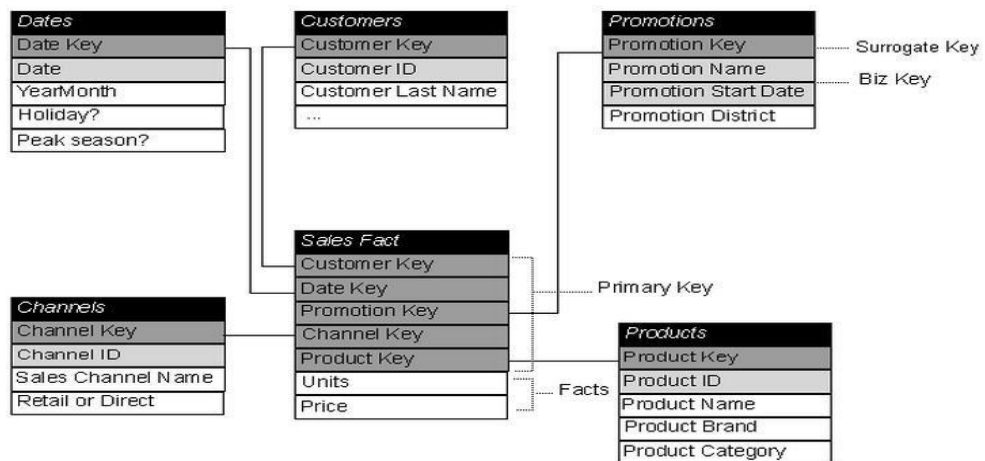 Dates
Date Key
Date
YearMonth
Holiday?
Peak season?
Customers
Customer Key
Customer ID
Customer Last Name
...
Promotions
Promotion Key
Promotion Name
Promotion Start Date
Promotion District
Surrogate Key
Biz Key
Sales Fact
Customer Key
Date Key
Promotion Key
Channel Key
Product Key
Units
Price
Primary Key
Facts
Channels
Channel Key
Channel ID
Sales Channel Name
Retail or Direct
Products
Product Key
Product ID
Product Name
Product Brand
Product Category